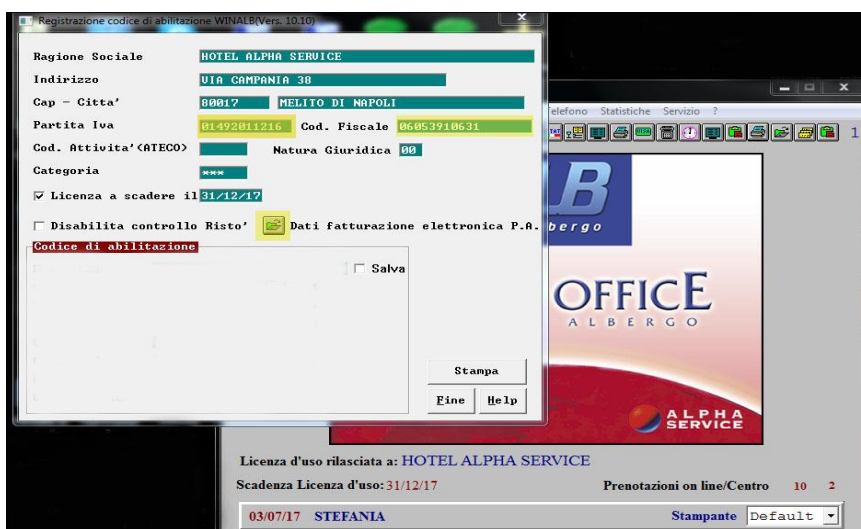 Registrazione codice di abilitazione WINALB(Vers. 10.10)
x
Ragione Sociale HOTEL ALPHA SERVICE
Indirizzo VIA CAMPANIA 38
Cap - Citta' 80017 MELITO DI NAPOLI
Partita Iva 01492011216 Cod. Fiscale 06053910631
Cod. Attivita'(ATECO) Natura Giuridica 00
Categoria ***
Licenza a scadere il 31/12/17
Disabilita controllo Risto' Dati fatturazione elettronica P.A.
Codice di abilitazione
Salva
Stampa
Fine Help
x
Telefono Statistiche Servizio ?
1
B
bergo
OFFICE
ALBERGO
ALPHA
SERVICE
Licenza d'uso rilasciata a: HOTEL ALPHA SERVICE
Scadenza Licenza d'uso: 31/12/17 Prenotazioni on line/Centro 10 2
03/07/17 STEFANIA Stampante Default